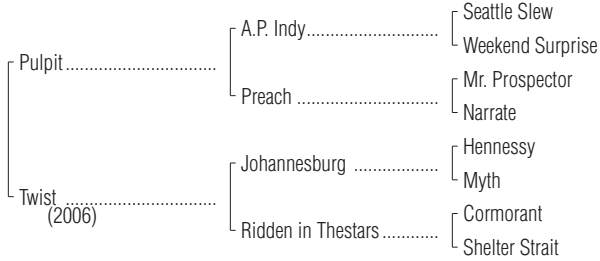 Seattle Slew
A.P. Indy
Weekend Surprise
Pulpit
Mr. Prospector
Preach
Narrate
Hennessy
Johannesburg
Myth
Twist
(2006)
Cormorant
Ridden in Thestars
Shelter Strait